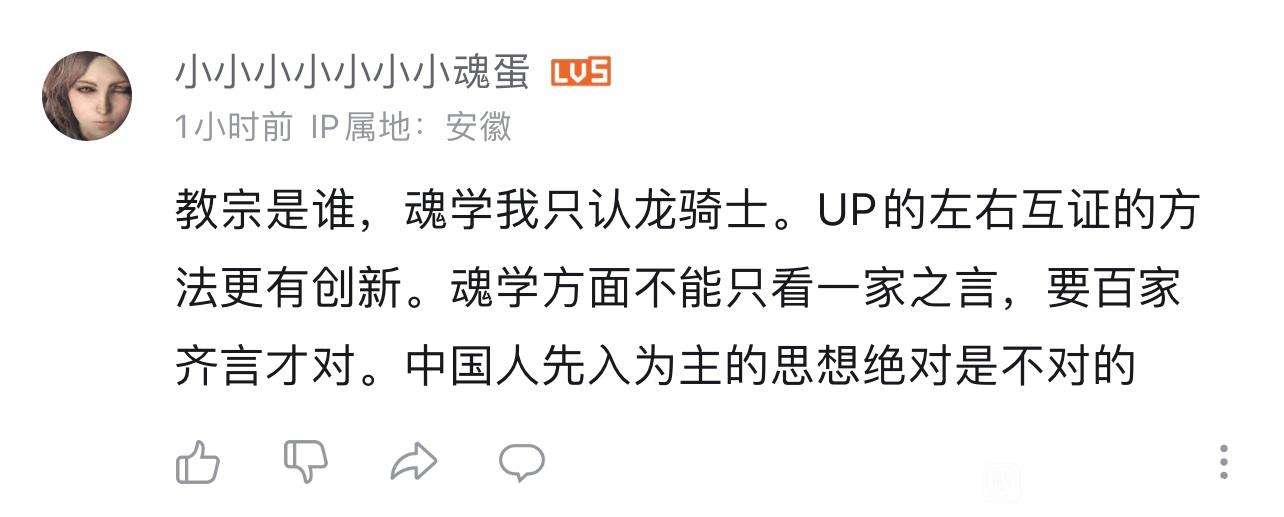 小小小小小小小魂蛋 LV5
1小时前 IP属地：安徽
教宗是谁，魂学我只认龙骑士。UP的左右互证的方
法更有创新。魂学方面不能只看一家之言，要百家
齐言才对。中国人先入为主的思想绝对是不对的